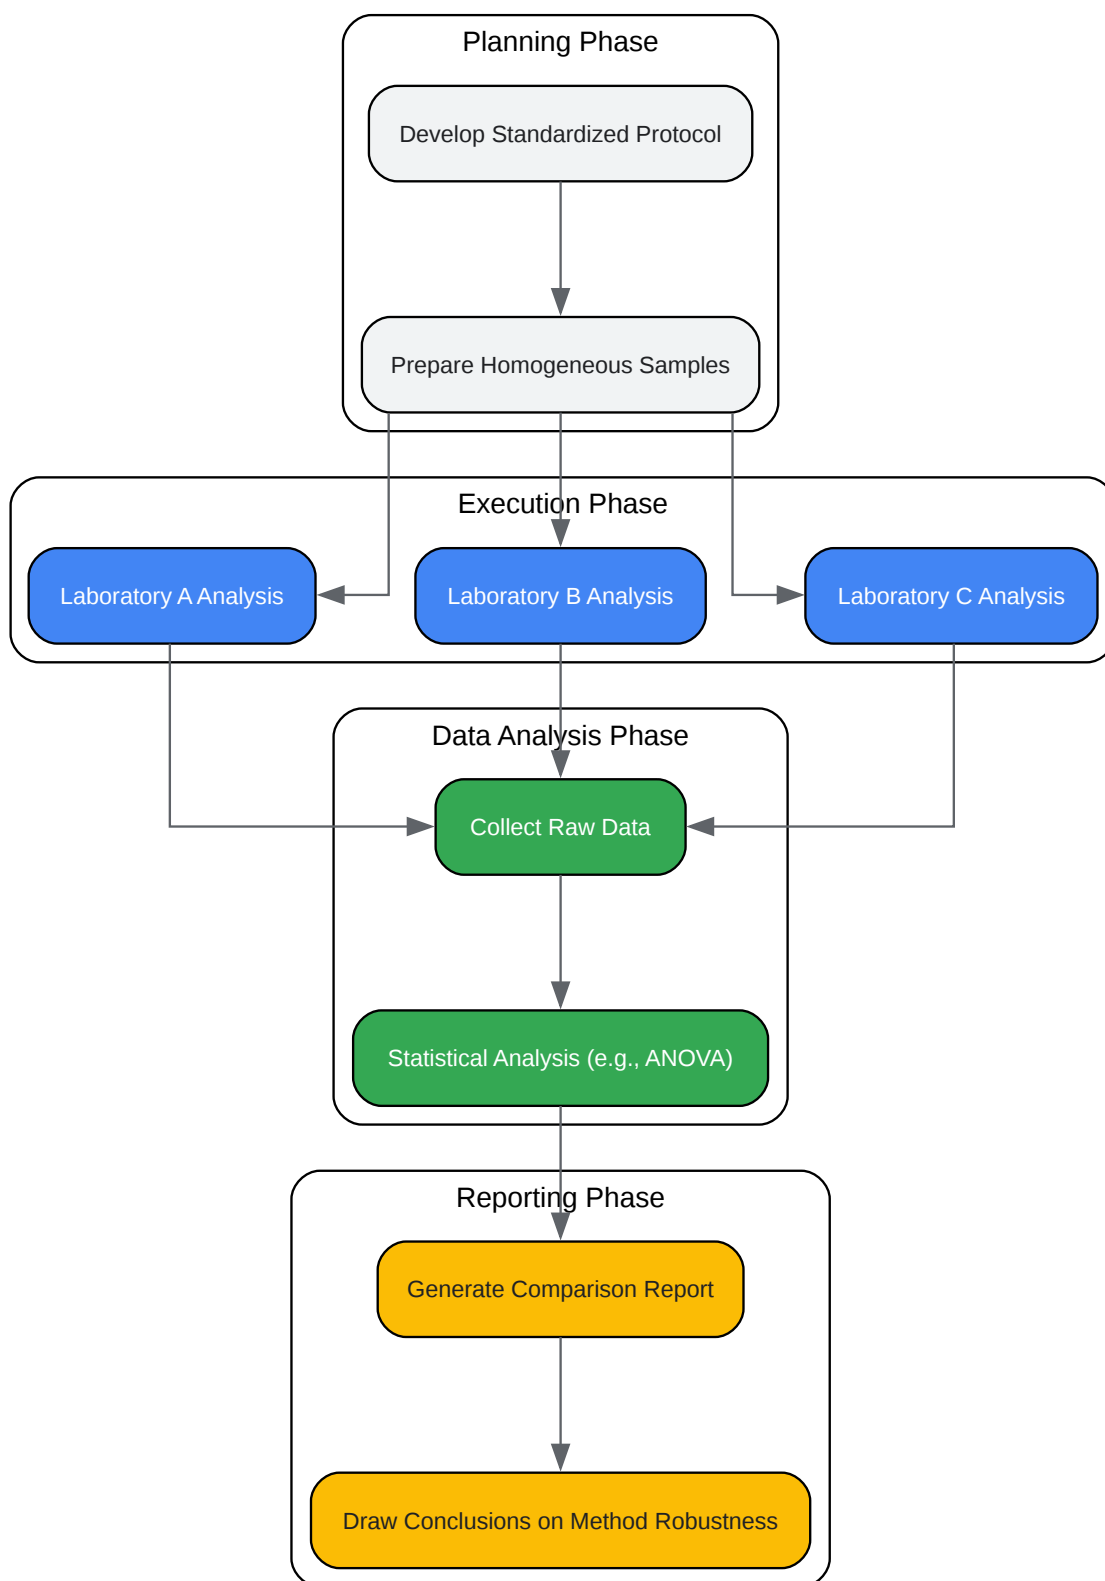 Planning Phase
Develop Standardized Protocol
Prepare Homogeneous Samples
Execution Phase
Laboratory A Analysis
Laboratory B Analysis
Laboratory C Analysis
Data Analysis Phase
Collect Raw Data
Statistical Analysis (e.g., ANOVA)
Reporting Phase
Generate Comparison Report
Draw Conclusions on Method Robustness